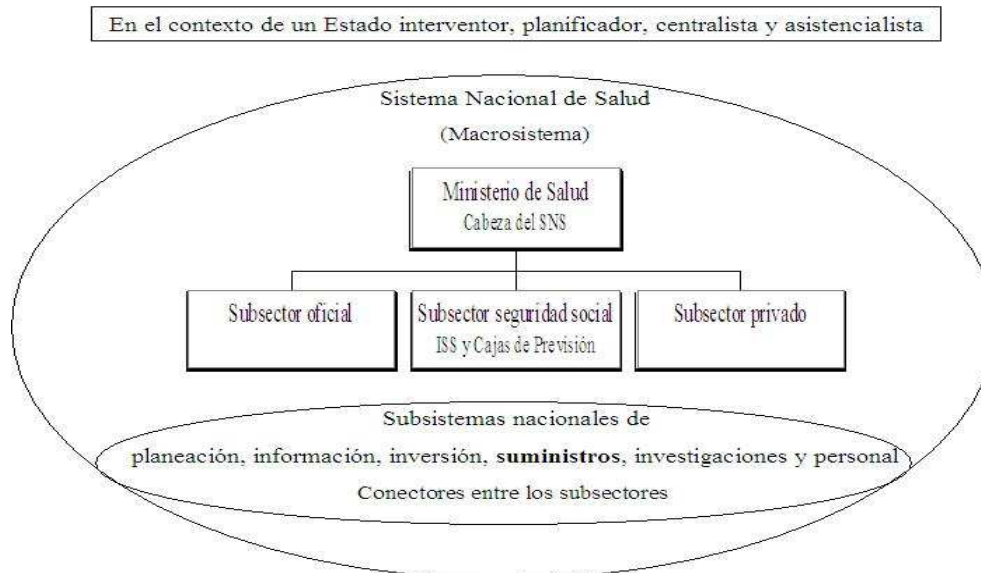 En el contexto de un Estado interventor, planificador, centralista y asistencialista
Sistema Nacional de Salud
(Macrosistema)
Ministerio de Salud
Cabeza del SNS
Subsector oficial
Subsector seguridad social
ISS y Cajas de Previsión
Subsector privado
Subsistemas nacionales de
planeación, información, inversión, suministros, investigaciones y personal
Conectores entre los subsectores